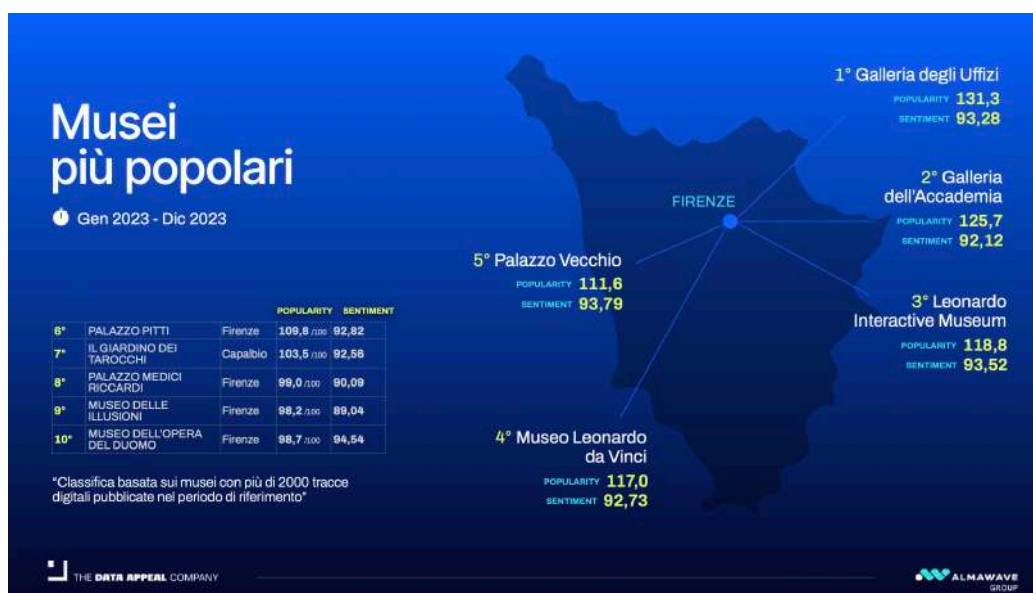 Musei
più popolari
Gen 2023 - Dic 2023
1° Galleria degli Uffizi
POPULARITY 131,3
SENTIMENT 93,28
FIRENZE
2° Galleria
dell'Accademia
POPULARITY 125,7
SENTIMENT 92,12
3° Leonardo
Interactive Museum
POPULARITY 118,8
SENTIMENT 93,52
4° Museo Leonardo
da Vinci
POPULARITY 117,0
SENTIMENT 92,73
5° Palazzo Vecchio
POPULARITY 111,6
SENTIMENT 93,79
POPULARITY SENTIMENT
6° PALAZZO PITTI Firenze 109,8 /100 92,82
7° IL GIARDINO DEI TAROCCHI Capalbio 103,5 /100 92,56
8° PALAZZO MEDICI RICCARDI Firenze 99,0 /100 90,09
9° MUSEO DELLE ILLUSIONI Firenze 98,2 /100 89,04
10° MUSEO DELL'OPERA DEL DUOMO Firenze 98,7 /100 94,54
"Classifica basata sui musei con più di 2000 tracce
digitali pubblicate nel periodo di riferimento"
THE DATA APPEAL COMPANY
ALMAWAVE
GROUP